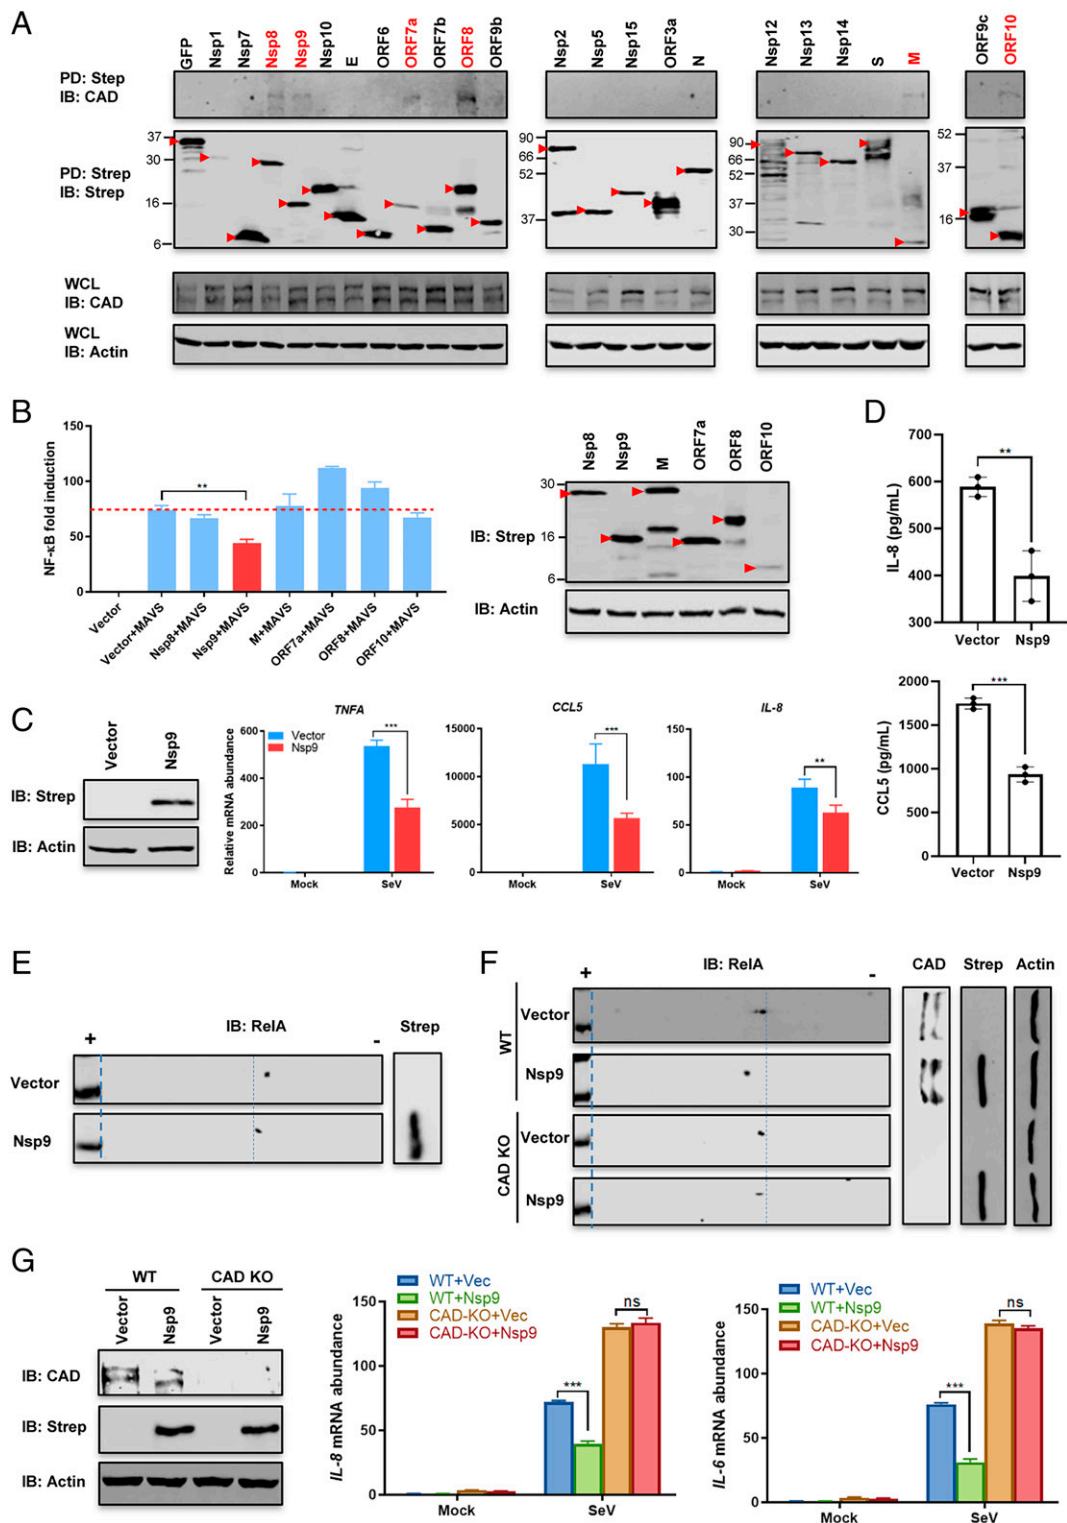 A
GFP
Nsp1
Nsp7
Nsp8
Nsp9
Nsp10
E
ORF6
ORF7a
ORF7b
ORF8
ORF9b
Nsp2
Nsp5
Nsp15
ORF3a
N
Nsp12
Nsp13
Nsp14
S
M
ORF9c
ORF10
PD: Step
IB: CAD
PD: Strep
IB: Strep
37
30
16
6
90
66
52
37
90
66
52
37
30
52
37
30
16
WCL
IB: CAD
WCL
IB: Actin
B
NF-κB fold induction
150
100
50
0
**
Vector
Vector+MAVS
Nsp8+MAVS
Nsp9+MAVS
M+MAVS
ORF7a+MAVS
ORF8+MAVS
ORF10+MAVS
Nsp8
Nsp9
M
ORF7a
ORF8
ORF10
IB: Strep
30
16
6
IB: Actin
D
IL-8 (pg/mL)
700
600
500
400
300
**
Vector Nsp9
CCL5 (pg/mL)
2000
1500
1000
500
0
***
Vector Nsp9
C
Vector
Nsp9
IB: Strep
IB: Actin
TNFA
Relative mRNA abundance
600
400
200
0
Vector
Nsp9
***
Mock SeV
CCL5
15000
10000
5000
0
***
Mock SeV
IL-8
150
100
50
0
**
Mock SeV
E
+ IB: RelA - Strep
Vector
Nsp9
F
+ IB: RelA - CAD Strep Actin
WT
Vector
Nsp9
CAD KO
Vector
Nsp9
G
WT CAD KO
Vector
Nsp9
Vector
Nsp9
IB: CAD
IB: Strep
IB: Actin
IL-8 mRNA abundance
150
100
50
0
WT+Vec
WT+Nsp9
CAD-KO+Vec
CAD-KO+Nsp9
***
ns
Mock SeV
IL-6 mRNA abundance
150
100
50
0
WT+Vec
WT+Nsp9
CAD-KO+Vec
CAD-KO+Nsp9
***
ns
Mock SeV